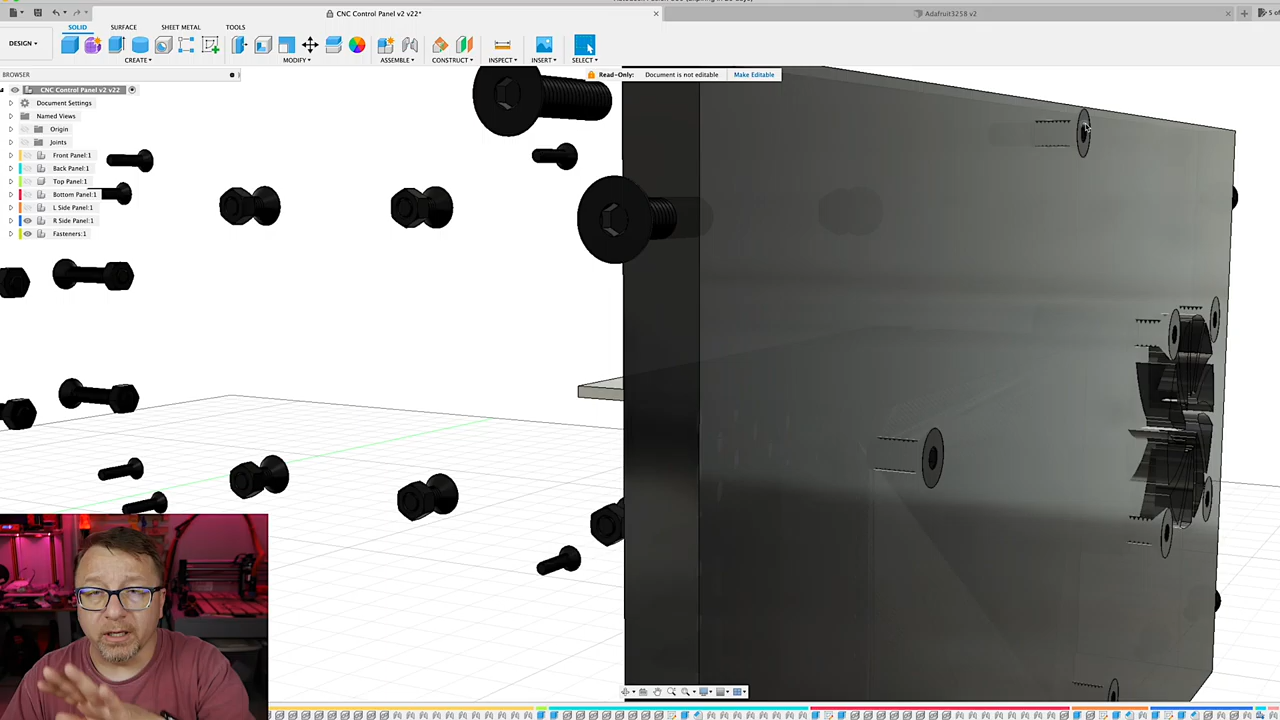 CNC Control Panel v2 v22*
Adafruit3258 v2
5 of
SOLID
SURFACE
SHEET METAL
TOOLS
DESIGN
CREATE
MODIFY
ASSEMBLE
CONSTRUCT
INSPECT
INSERT
SELECT
BROWSER
Read-Only:
Document is not editable
Make Editable
CNC Control Panel v2 v22
Document Settings
Named Views
Origin
Joints
Front Panel:1
Back Panel:1
Top Panel:1
Bottom Panel:1
L Side Panel:1
R Side Panel:1
Fasteners:1